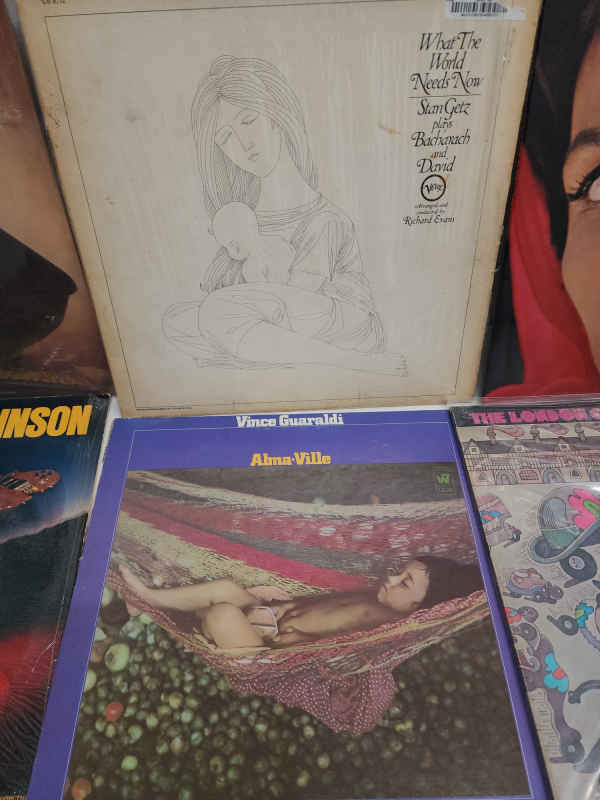 What The
World
Needs Now
Stan Getz
plays
Bacharach
and
David
Verve
Arranged and
conducted by
Richard Evans
INSON
Vince Guaraldi
Alma-Ville
THE LONDON